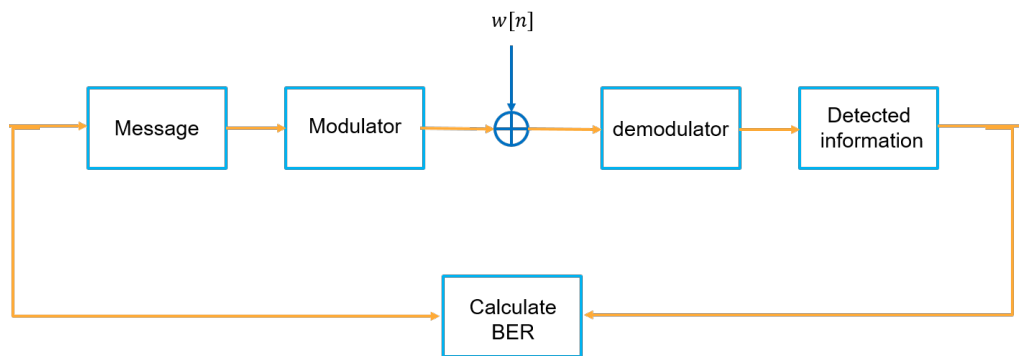 w[n]
Message
Modulator
demodulator
Detected
information
Calculate
BER